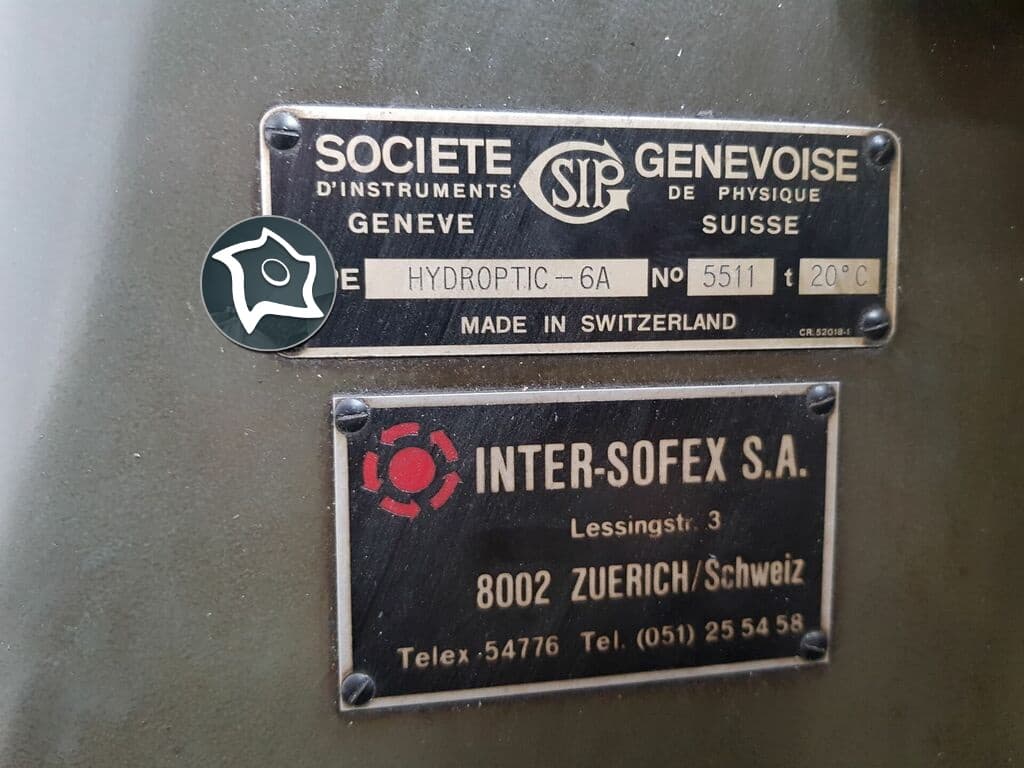 SOCIETE SIP GENEVOISE
D'INSTRUMENTS DE PHYSIQUE
GENEVE SUISSE
HYDROPTIC-6A Nº 5511 t 20°C
MADE IN SWITZERLAND CR.52018-1
INTER-SOFEX S.A.
Lessingstr. 3
8002 ZUERICH/Schweiz
Telex 54776 Tel. (051) 25 54 58